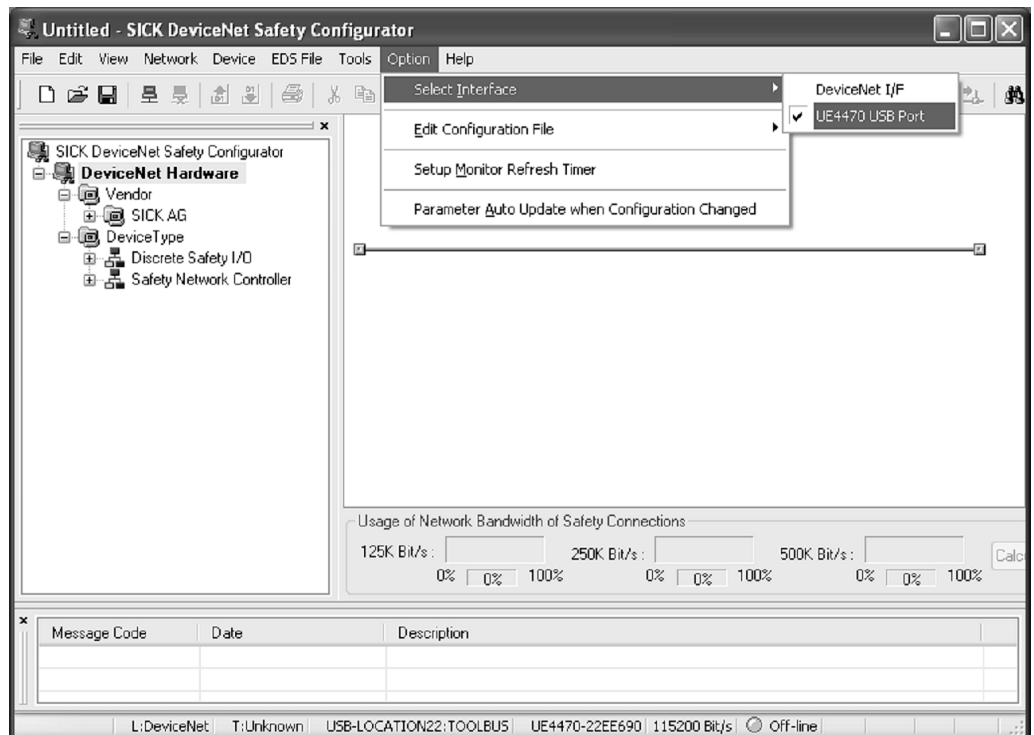 Untitled - SICK DeviceNet Safety Configurator
File Edit View Network Device EDS File Tools Option Help
Select Interface
DeviceNet I/F
UE4470 USB Port
Edit Configuration File
Setup Monitor Refresh Timer
Parameter Auto Update when Configuration Changed
SICK DeviceNet Safety Configurator
DeviceNet Hardware
Vendor
SICK AG
DeviceType
Discrete Safety I/O
Safety Network Controller
Usage of Network Bandwidth of Safety Connections
125K Bit/s : 250K Bit/s : 500K Bit/s :
0% 0% 100% 0% 0% 100% 0% 0% 100%
Message Code Date Description
L:DeviceNet T:Unknown USB-LOCATION22:TOOLBUS UE4470-22EE690 115200 Bit/s Off-line